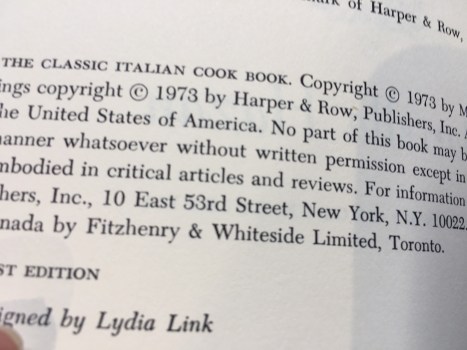 of Harper & Row,
THE CLASSIC ITALIAN COOK BOOK. Copyright © 1973 by M
ings copyright © 1973 by Harper & Row, Publishers, Inc.
he United States of America. No part of this book may b
anner whatsoever without written permission except in
mbodied in critical articles and reviews. For information
hers, Inc., 10 East 53rd Street, New York, N.Y. 10022.
nada by Fitzhenry & Whiteside Limited, Toronto.
ST EDITION
igned by Lydia Link